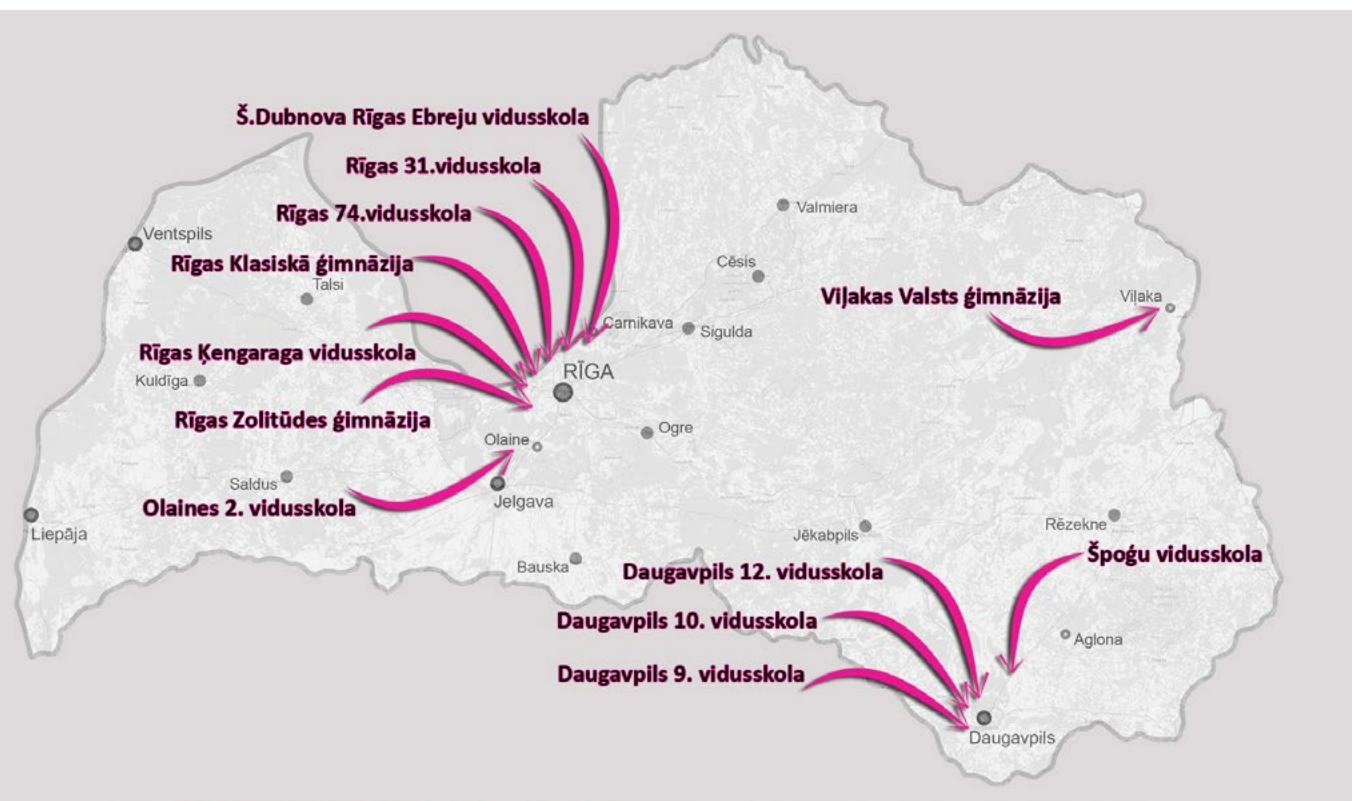 Š.Dubnova Rīgas Ebreju vidusskola
Rīgas 31.vidusskola
Rīgas 74.vidusskola
Valmiera
Ventspils
Rīgas Klasiskā ģimnāzija
Cēsis
Talsi
Viļakas Valsts ģimnāzija
Viļaka
Carnikava
Sigulda
Rīgas Ķengaraga vidusskola
RĪGA
Kuldīga
Rīgas Zolitūdes ģimnāzija
Ogre
Olaine
Saldus
Olaines 2. vidusskola
Jelgava
Liepāja
Rēzekne
Jēkabpils
Špoģu vidusskola
Bauska
Daugavpils 12. vidusskola
Daugavpils 10. vidusskola
Aglona
Daugavpils 9. vidusskola
Daugavpils